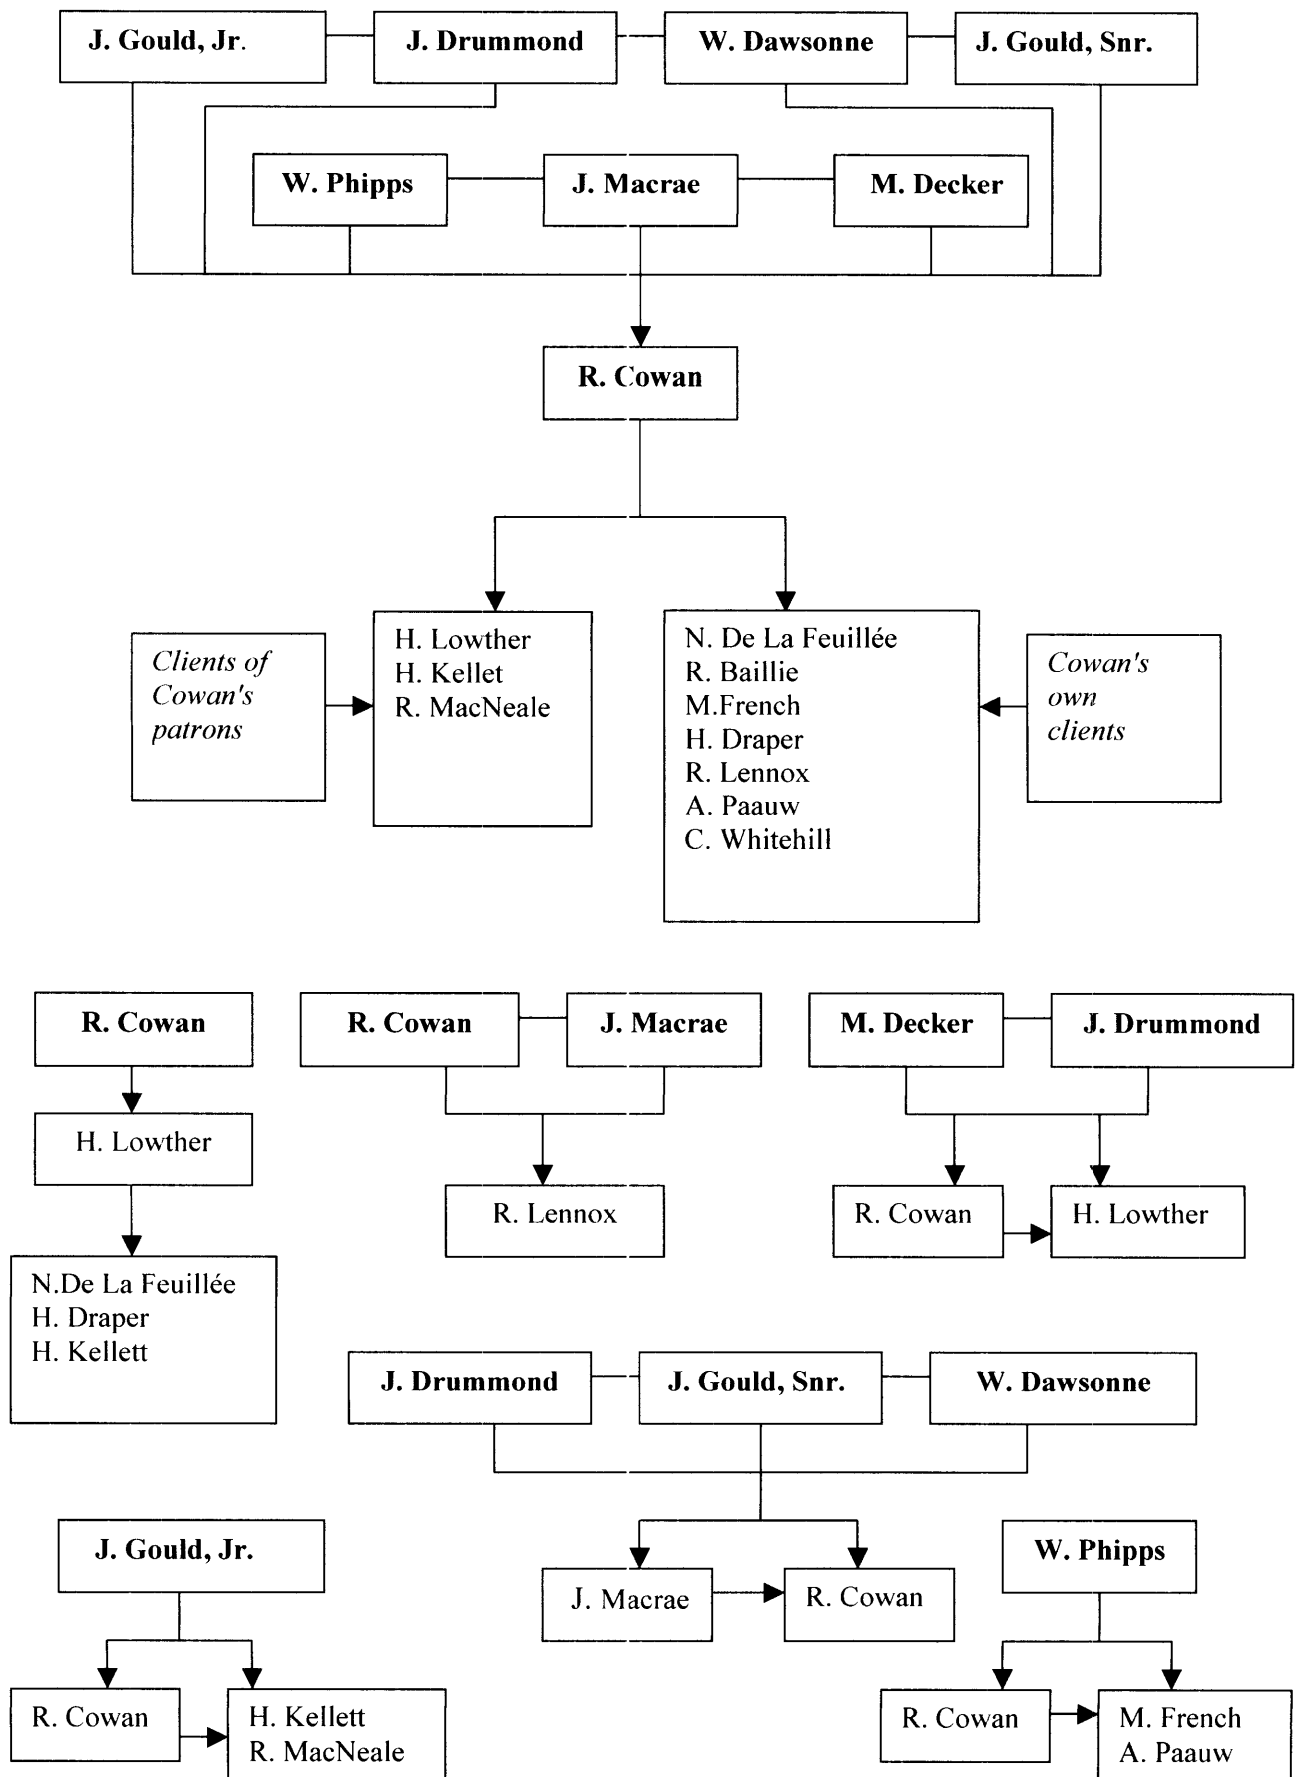 J. Gould, Jr.
J. Drummond
W. Dawsonne
J. Gould, Snr.
W. Phipps
J. Macrae
M. Decker
R. Cowan
Clients of
Cowan's
patrons
H. Lowther
H. Kellet
R. MacNeale
N. De La Feuillée
R. Baillie
M.French
H. Draper
R. Lennox
A. Paauw
C. Whitehill
Cowan's
own
clients
R. Cowan
H. Lowther
N.De La Feuillée
H. Draper
H. Kellett
R. Cowan
J. Macrae
R. Lennox
M. Decker
J. Drummond
R. Cowan
H. Lowther
J. Drummond
J. Gould, Snr.
W. Dawsonne
J. Macrae
R. Cowan
J. Gould, Jr.
R. Cowan
H. Kellett
R. MacNeale
W. Phipps
R. Cowan
M. French
A. Paauw